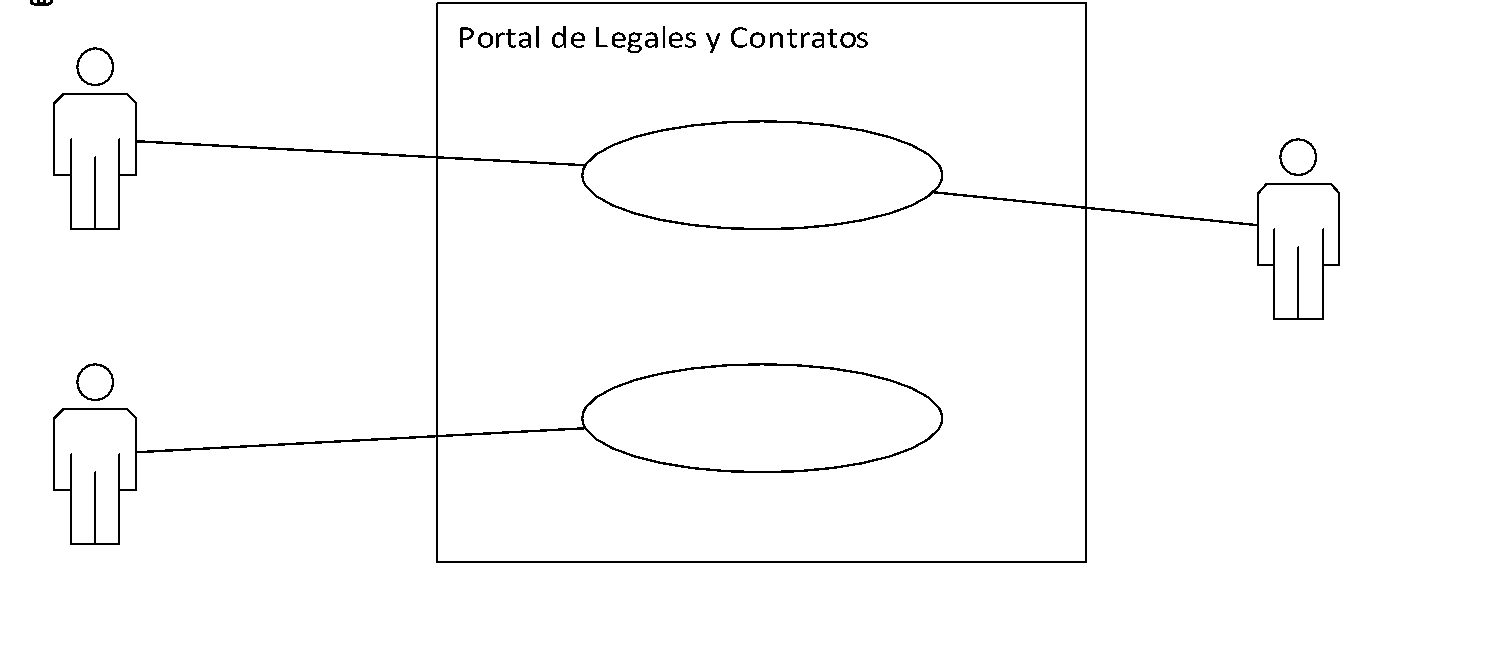 Portal de Legales y Contratos